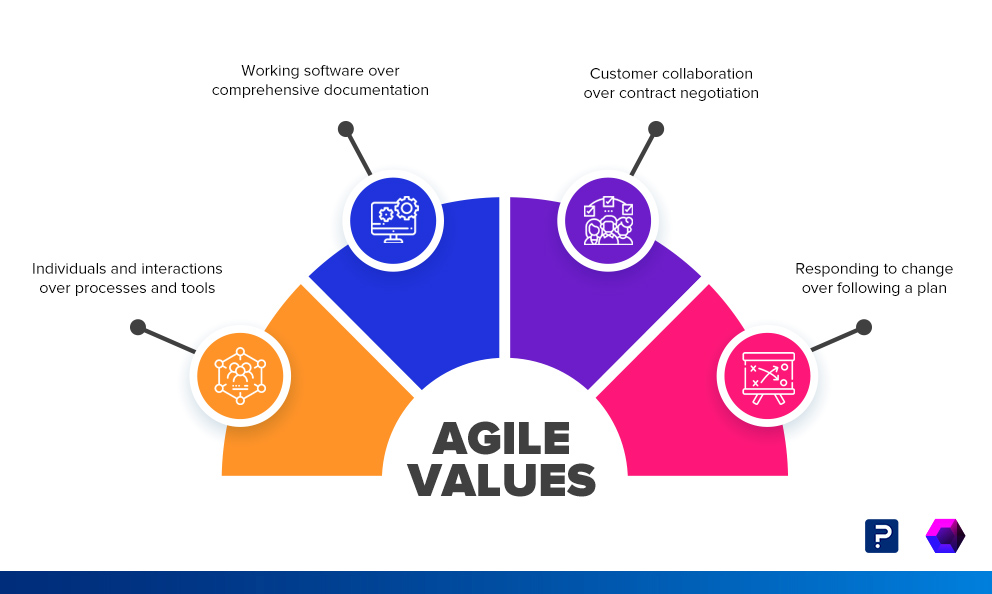 Working software over
comprehensive documentation
Customer collaboration
over contract negotiation
Individuals and interactions
over processes and tools
Responding to change
over following a plan
AGILE
VALUES